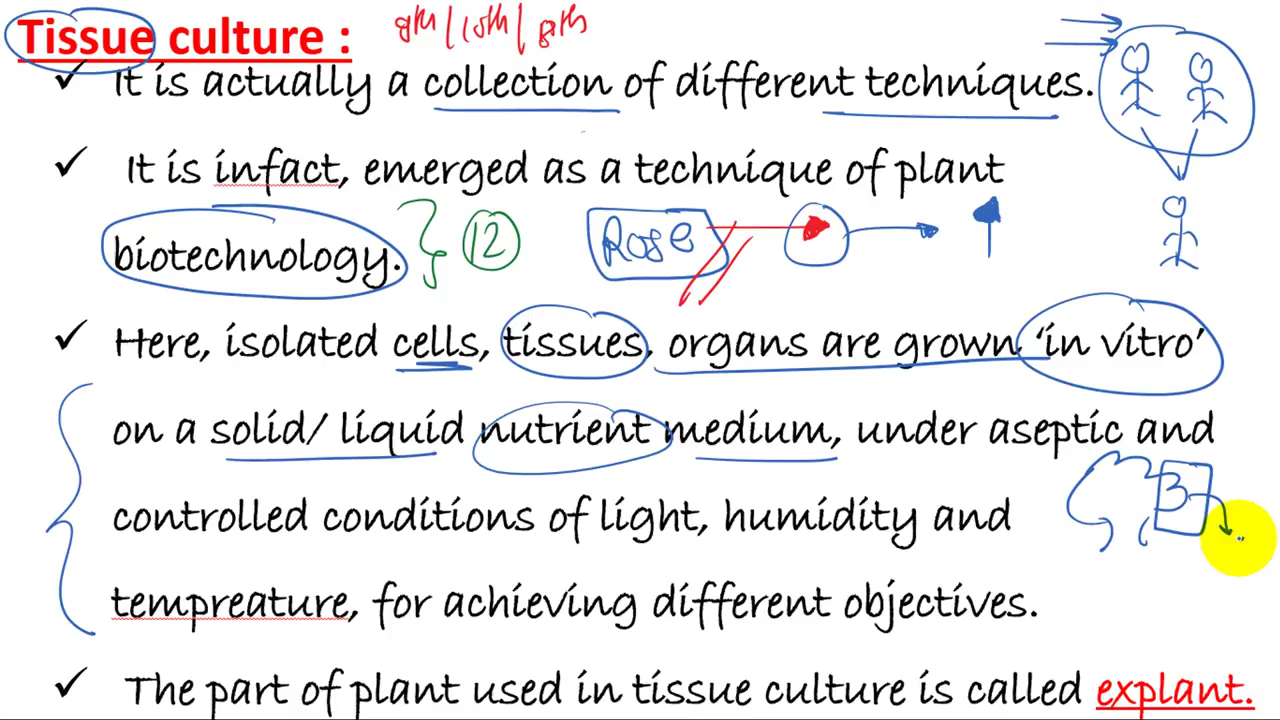 Tissue culture :
✓ It is actually a collection of different techniques.
✓ It is infact, emerged as a technique of plant
biotechnology. 12 Rose
✓ Here, isolated cells, tissues, organs are grown 'in vitro'
on a solid/ liquid nutrient medium, under aseptic and
controlled conditions of light, humidity and
3
tempreature, for achieving different objectives.
✓ The part of plant used in tissue culture is called explant.